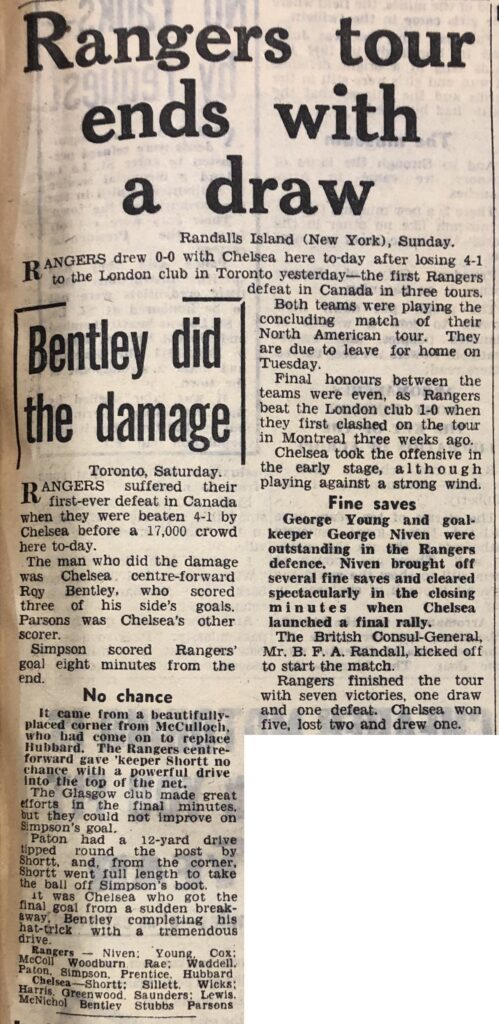 Rangers tour
ends with
a draw
Randalls Island (New York), Sunday.
RANGERS drew 0-0 with Chelsea here to-day after losing 4-1
to the London club in Toronto yesterday—the first Rangers
defeat in Canada in three tours.
Both teams were playing the
concluding match of their
North American tour. They
are due to leave for home on
Tuesday.
Final honours between the
teams were even, as Rangers
beat the London club 1-0 when
they first clashed on the tour
in Montreal three weeks ago.
Chelsea took the offensive in
the early stage, although
playing against a strong wind.
Fine saves
George Young and goal-
keeper George Niven were
outstanding in the Rangers
defence. Niven brought off
several fine saves and cleared
spectacularly in the closing
minutes when Chelsea
launched a final rally.
The British Consul-General,
Mr. B. F. A. Randall, kicked off
to start the match.
Rangers finished the tour
with seven victories, one draw
and one defeat. Chelsea won
five, lost two and drew one.
Bentley did
the damage
Toronto, Saturday.
RANGERS suffered their
first-ever defeat in Canada
when they were beaten 4-1 by
Chelsea before a 17,000 crowd
here to-day.
The man who did the damage
was Chelsea centre-forward
Roy Bentley, who scored
three of his side's goals.
Parsons was Chelsea's other
scorer.
Simpson scored Rangers'
goal eight minutes from the
end.
No chance
It came from a beautifully-
placed corner from McCulloch,
who had come on to replace
Hubbard. The Rangers centre-
forward gave 'keeper Shortt no
chance with a powerful drive
into the top of the net.
The Glasgow club made great
efforts in the final minutes,
but they could not improve on
Simpson's goal.
Paton had a 12-yard drive
tipped round the post by
Shortt, and, from the corner,
Shortt went full length to take
the ball off Simpson's boot.
It was Chelsea who got the
final goal from a sudden break-
away, Bentley completing his
hat-trick with a tremendous
drive.
Rangers — Niven; Young, Cox;
McColl Woodburn Rae; Waddell,
Paton, Simpson, Prentice, Hubbard
Chelsea—Shortt; Sillett, Wicks;
Harris, Greenwood, Saunders; Lewis,
McNichol Bentley Stubbs Parsons